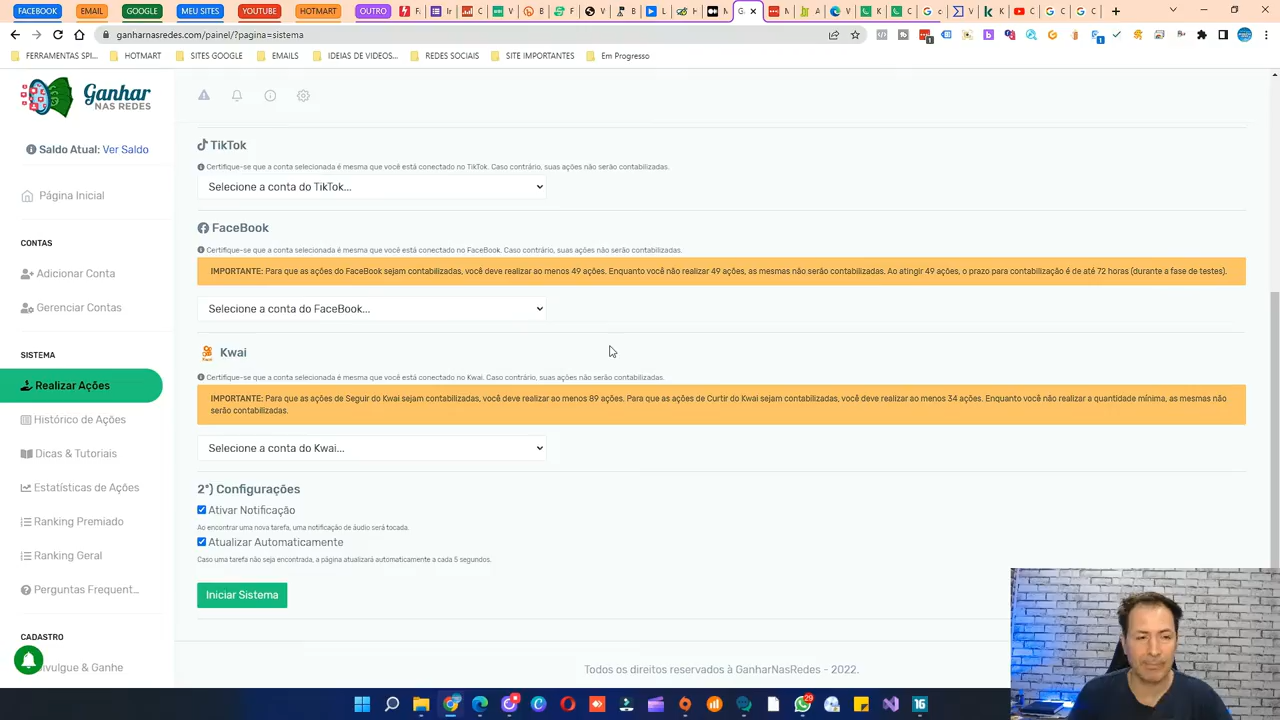 FACEBOOK EMAIL GOOGLE MEU SITES YOUTUBE HOTMART OUTRO
ganharnasredes.com/painel/?pagina=sistema
FERRAMENTAS SPI... HOTMART SITES GOOGLE EMAILS IDEIAS DE VIDEOS... REDES SOCIAIS SITE IMPORTANTES Em Progresso
Ganhar
NAS REDES
Saldo Atual: Ver Saldo
Página Inicial
CONTAS
Adicionar Conta
Gerenciar Contas
SISTEMA
Realizar Ações
Histórico de Ações
Dicas & Tutoriais
Estatísticas de Ações
Ranking Premiado
Ranking Geral
Perguntas Frequent...
CADASTRO
ivulgue & Ganhe
TikTok
Certifique-se que a conta selecionada é mesma que você está conectado no TikTok. Caso contrário, suas ações não serão contabilizadas.
Selecione a conta do TikTok...
FaceBook
Certifique-se que a conta selecionada é mesma que você está conectado no FaceBook. Caso contrário, suas ações não serão contabilizadas.
IMPORTANTE: Para que as ações do FaceBook sejam contabilizadas, você deve realizar ao menos 49 ações. Enquanto você não realizar 49 ações, as mesmas não serão contabilizadas. Ao atingir 49 ações, o prazo para contabilização é de até 72 horas (durante a fase de testes).
Selecione a conta do FaceBook...
Kwai
Certifique-se que a conta selecionada é mesma que você está conectado no Kwai. Caso contrário, suas ações não serão contabilizadas.
IMPORTANTE: Para que as ações de Seguir do Kwai sejam contabilizadas, você deve realizar ao menos 89 ações. Para que as ações de Curtir do Kwai sejam contabilizadas, você deve realizar ao menos 34 ações. Enquanto você não realizar a quantidade mínima, as mesmas não
serão contabilizadas.
Selecione a conta do Kwai...
2º) Configurações
Ativar Notificação
Ao encontrar uma nova tarefa, uma notificação de áudio será tocada.
Atualizar Automaticamente
Caso uma tarefa não seja encontrada, a página atualizará automaticamente a cada 5 segundos.
Iniciar Sistema
Todos os direitos reservados à GanharNasRedes - 2022.
29
16